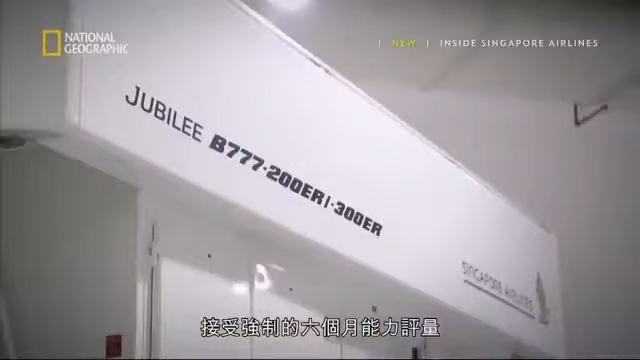 NATIONAL
GEOGRAPHIC
| NEW | INSIDE SINGAPORE AIRLINES
JUBILEE B777-200ER/-300ER
SINGAPORE AIRLINES
接受強制的六個月能力評量